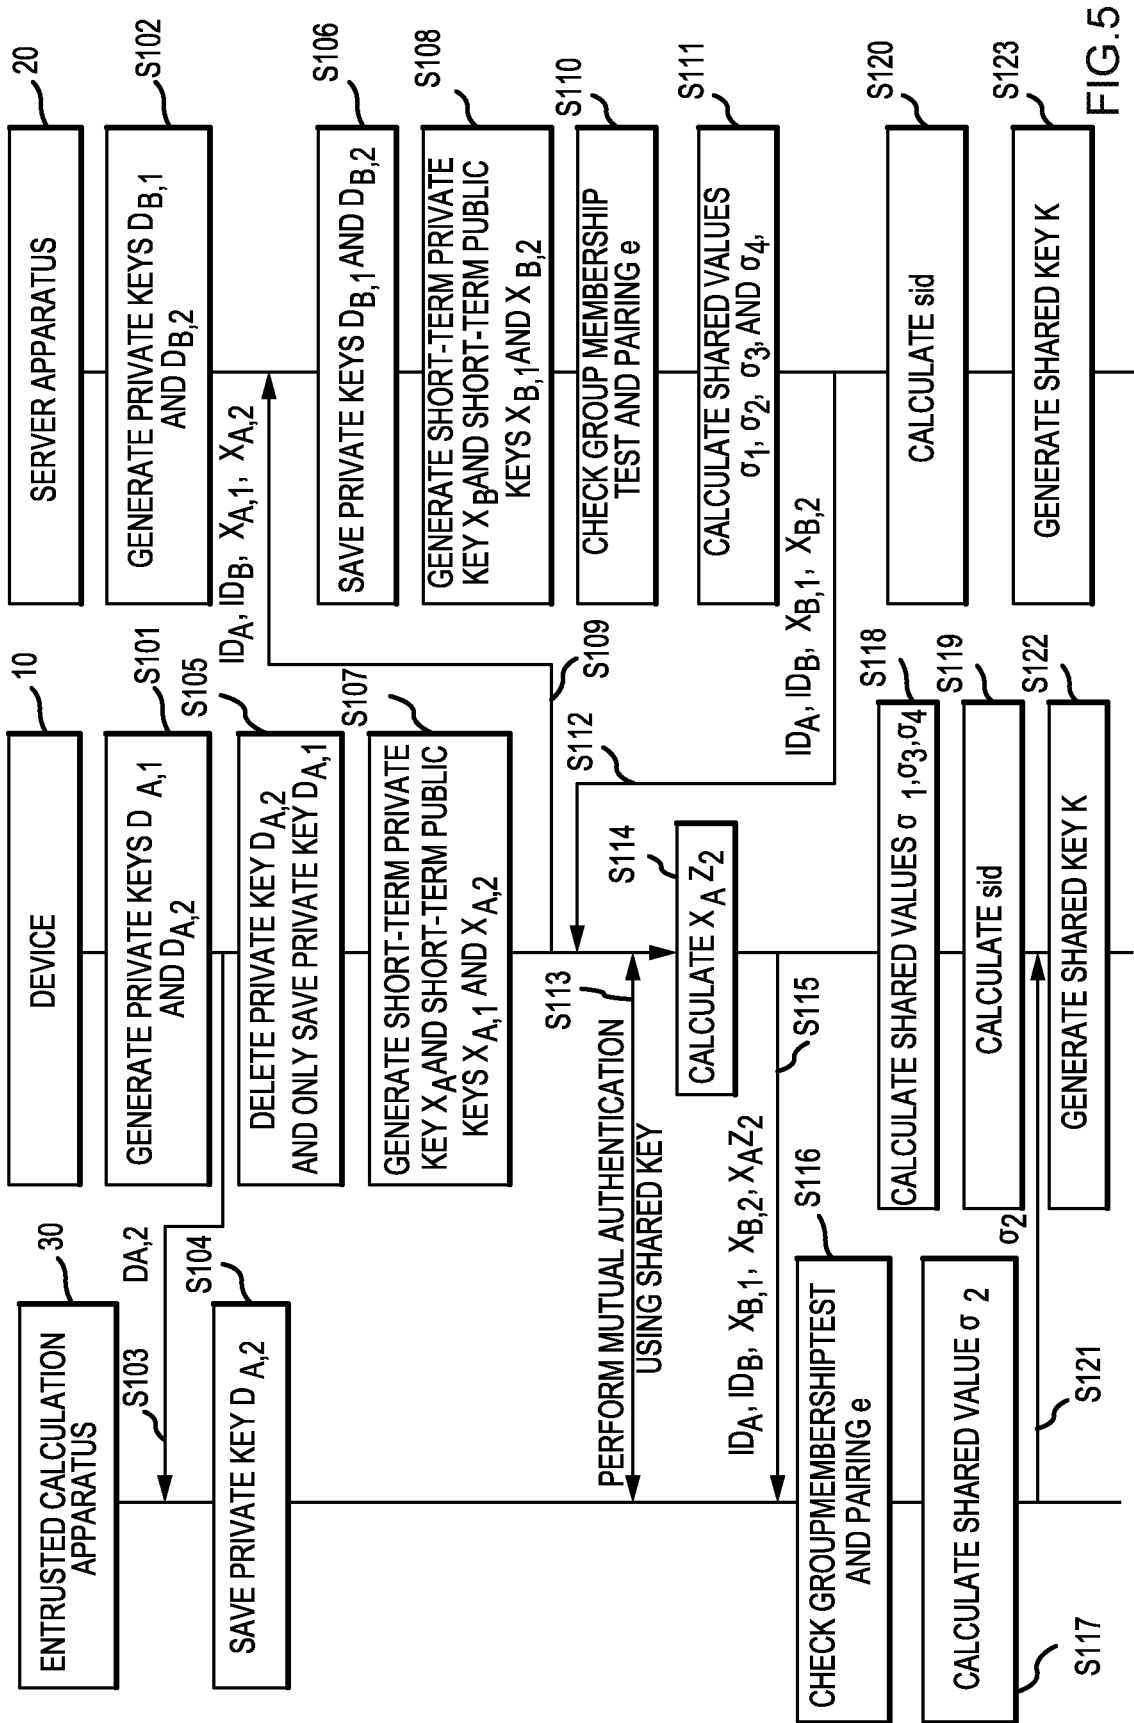 ENTRUSTED CALCULATION
APPARATUS
30
DEVICE
10
SERVER APPARATUS
20
GENERATE PRIVATE KEYS D A,1
AND DA,2
S101
GENERATE PRIVATE KEYS DB,1
AND DB,2
S102
S103
DA,2
SAVE PRIVATE KEY D A,2
S104
DELETE PRIVATE KEY DA,2
AND ONLY SAVE PRIVATE KEY DA,1
S105
IDA, IDB, XA,1, XA,2
SAVE PRIVATE KEYS DB,1 AND DB,2
S106
GENERATE SHORT-TERM PRIVATE
KEY XA AND SHORT-TERM PUBLIC
KEYS XA,1 AND XA,2
S107
GENERATE SHORT-TERM PRIVATE
KEY XB AND SHORT-TERM PUBLIC
KEYS XB,1 AND XB,2
S108
S109
CHECK GROUP MEMBERSHIP
TEST AND PAIRING e
S110
CALCULATE SHARED VALUES
σ1, σ2, σ3, AND σ4,
S111
S112
IDA, IDB, XB,1, XB,2
S113
PERFORM MUTUAL AUTHENTICATION
USING SHARED KEY
CALCULATE XA Z2
S114
S115
IDA, IDB, XB,1, XB,2, XAZ2
CHECK GROUPMEMBERSHIPTEST
AND PAIRING e
S116
CALCULATE SHARED VALUE σ 2
S117
CALCULATE SHARED VALUES σ 1,σ3,σ4
S118
CALCULATE sid
S119
CALCULATE sid
S120
σ2
S121
GENERATE SHARED KEY K
S122
GENERATE SHARED KEY K
S123
FIG.5